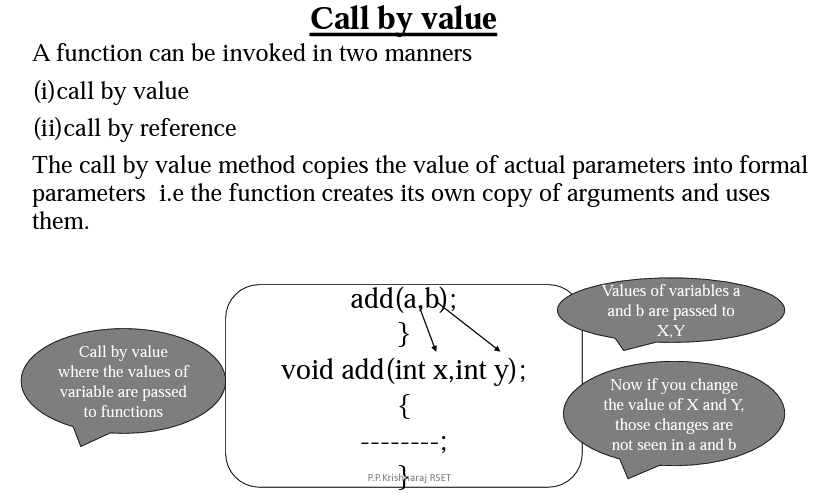 Call by value
A function can be invoked in two manners
(i)call by value
(ii)call by reference
The call by value method copies the value of actual parameters into formal
parameters i.e the function creates its own copy of arguments and uses
them.
add(a,b);
}
void add(int x,int y);
{
--------;
}
Call by value
where the values of
variable are passed
to functions
Values of variables a
and b are passed to
X,Y
Now if you change
the value of X and Y,
those changes are
not seen in a and b
P.P.Krishnaraj RSET